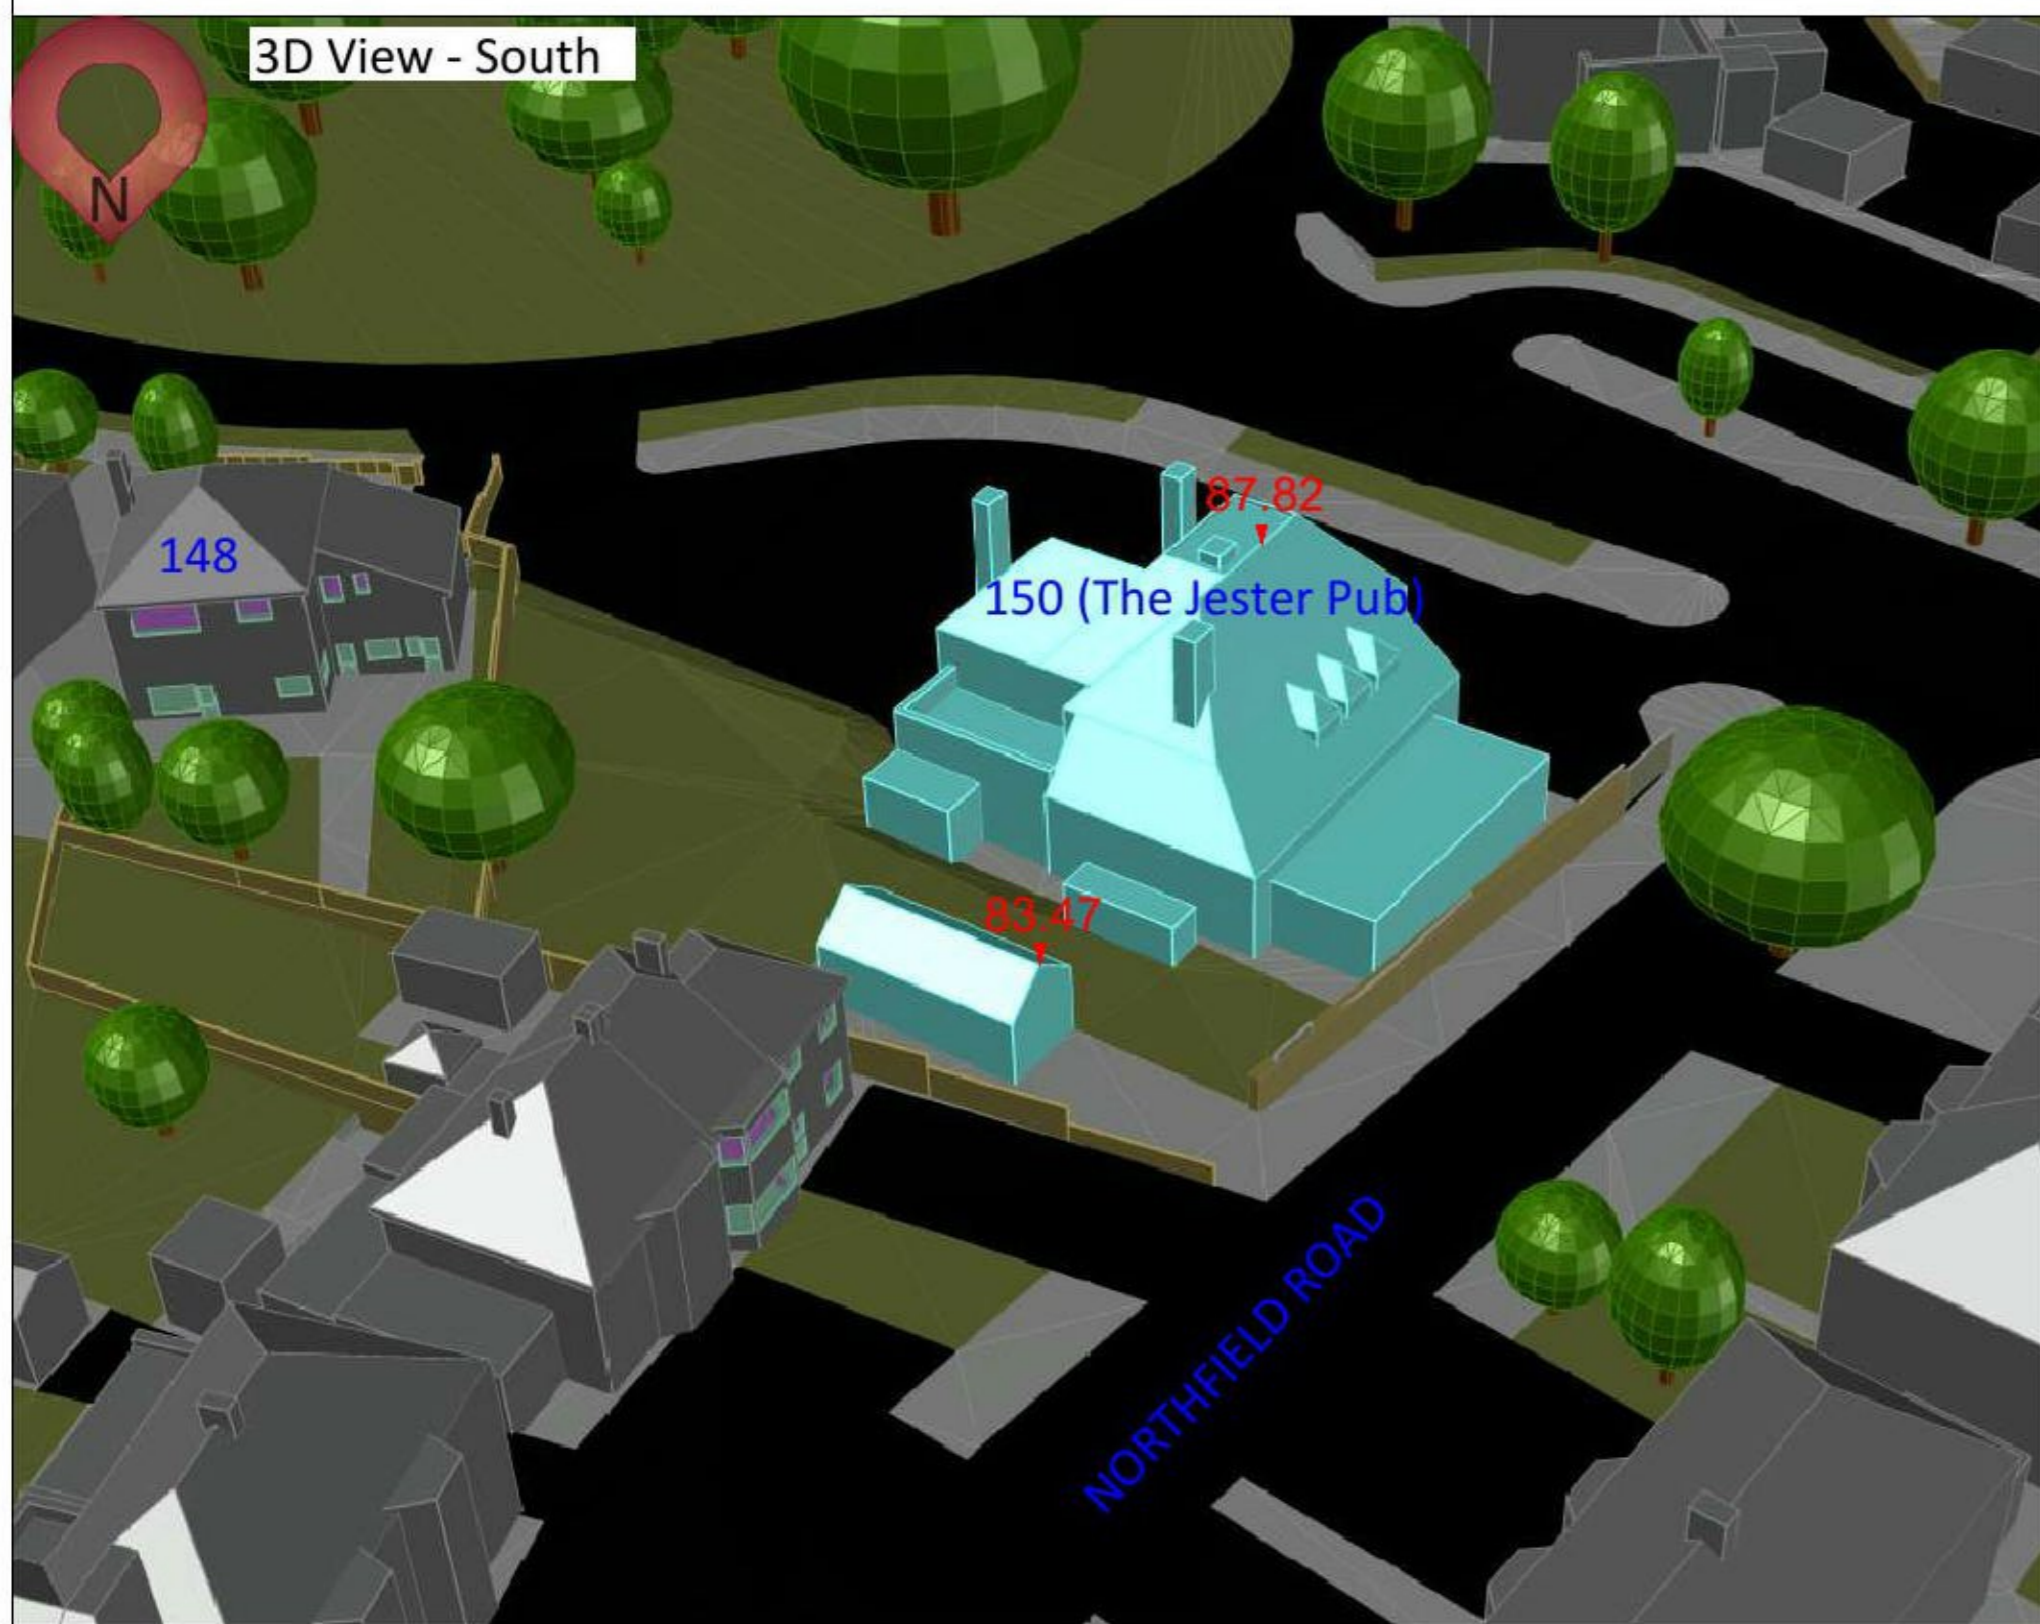 3D View - South
N
87.82
148
150 (The Jester Pub)
83.47
NORTHFIELD ROAD